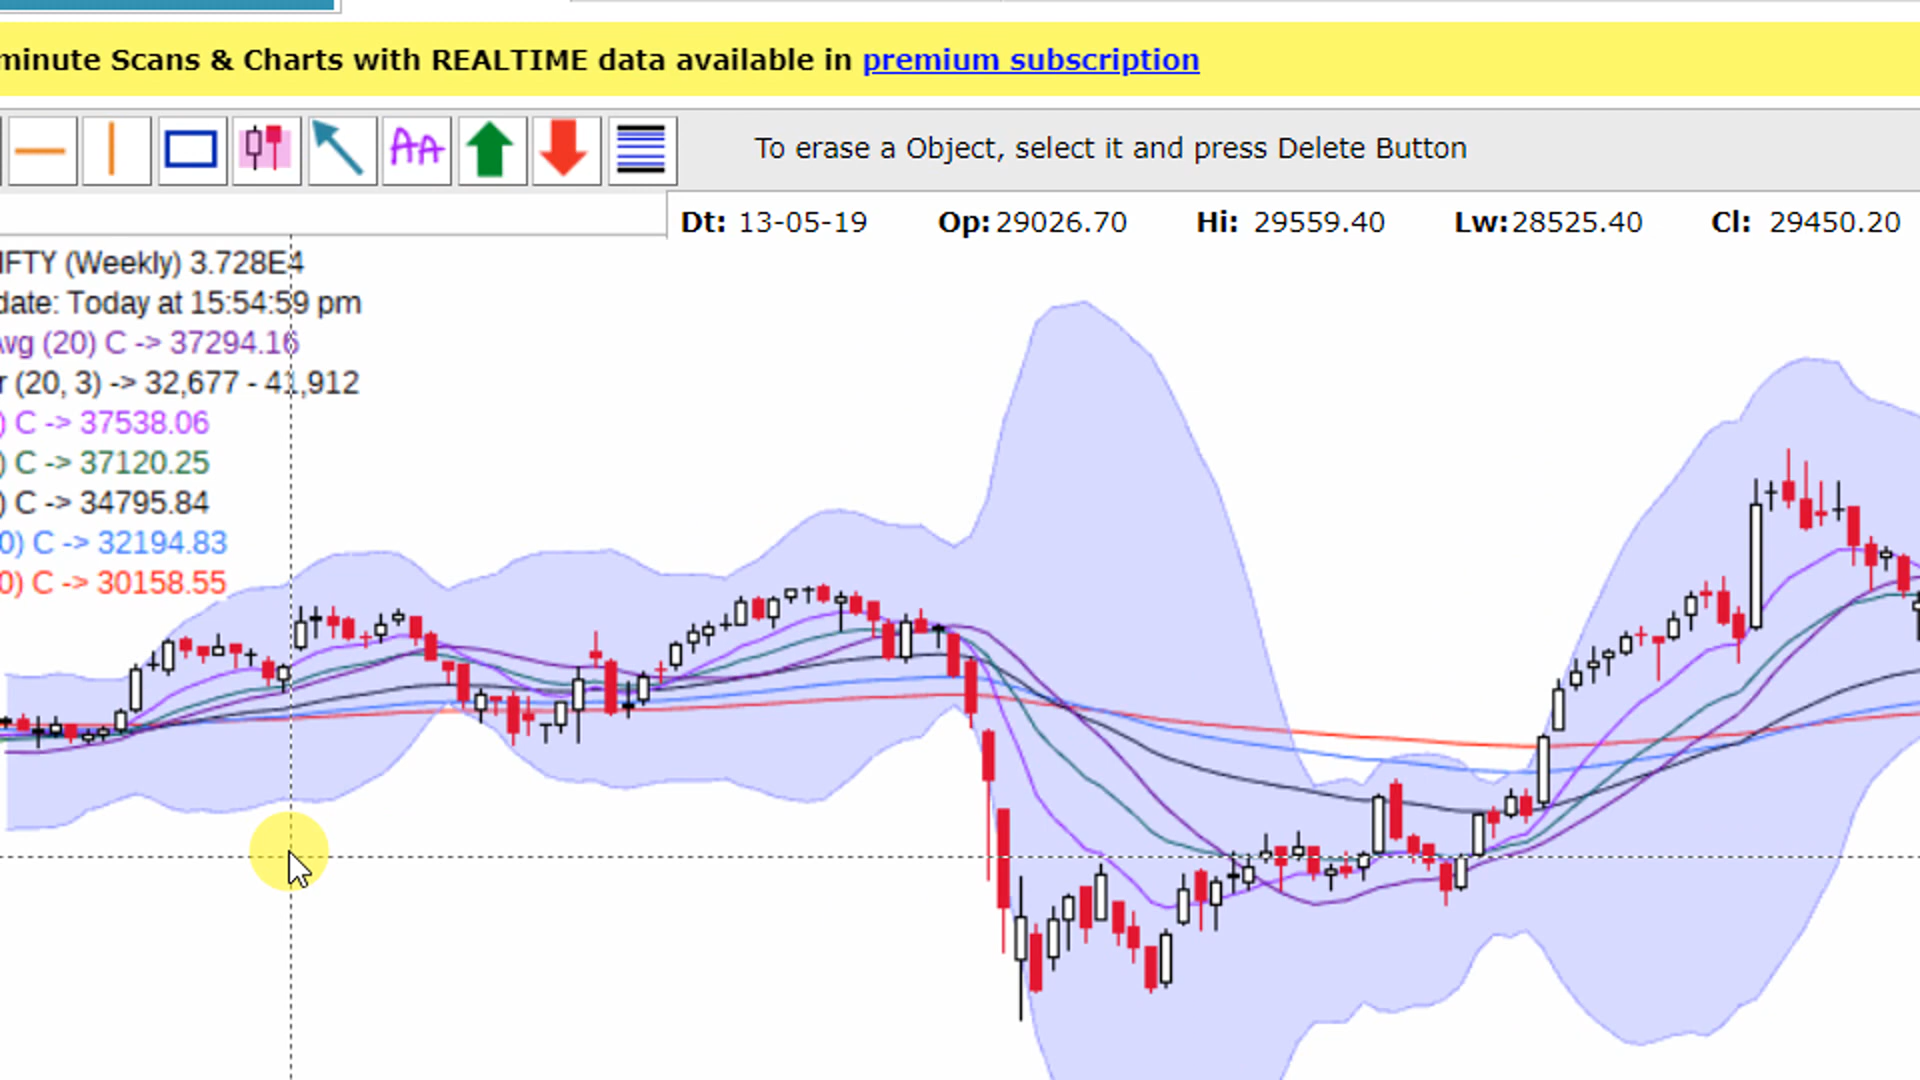 minute Scans & Charts with REALTIME data available in premium subscription
AA
To erase a Object, select it and press Delete Button
Dt: 13-05-19 Op: 29026.70 Hi: 29559.40 Lw: 28525.40 Cl: 29450.20
IFTY (Weekly) 3.728E4
date: Today at 15:54:59 pm
Avg (20) C -> 37294.16
r (20, 3) -> 32,677 - 41,912
) C -> 37538.06
) C -> 37120.25
) C -> 34795.84
0) C -> 32194.83
0) C -> 30158.55